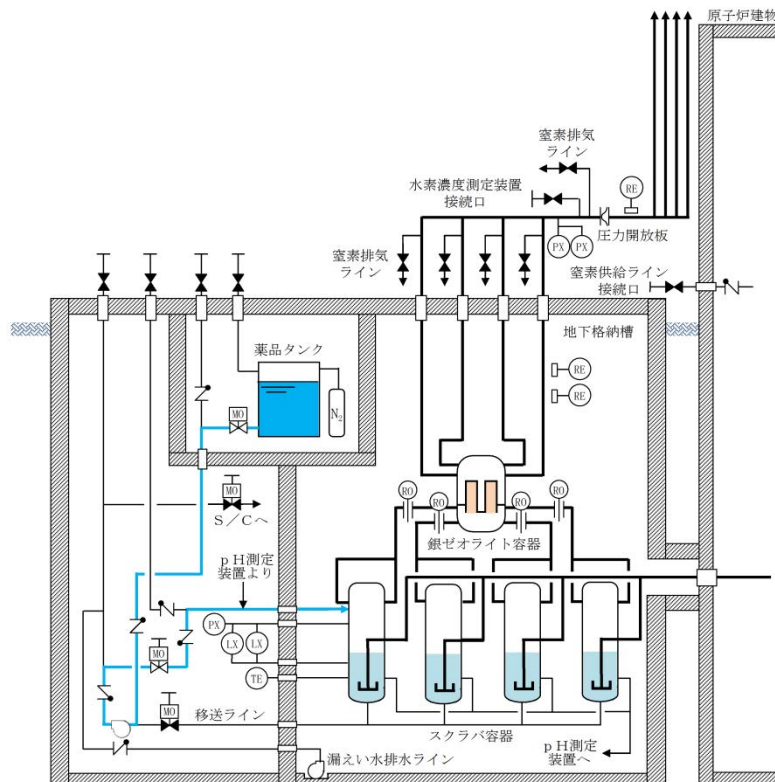 原子炉建物
窒素排気
ライン
RE
水素濃度測定装置
接続口
圧力開放板
PX
PX
窒素排気
ライン
窒素供給ライン
接続口
地下格納槽
薬品タンク
RE
RE
N₂
MO
MO
S/Cへ
RO
RO
RO
RO
銀ゼオライト容器
pH測定
装置より
PX
LX
LX
MO
TE
MO
移送ライン
スクラバ容器
漏えい水排水ライン
pH測定
装置へ